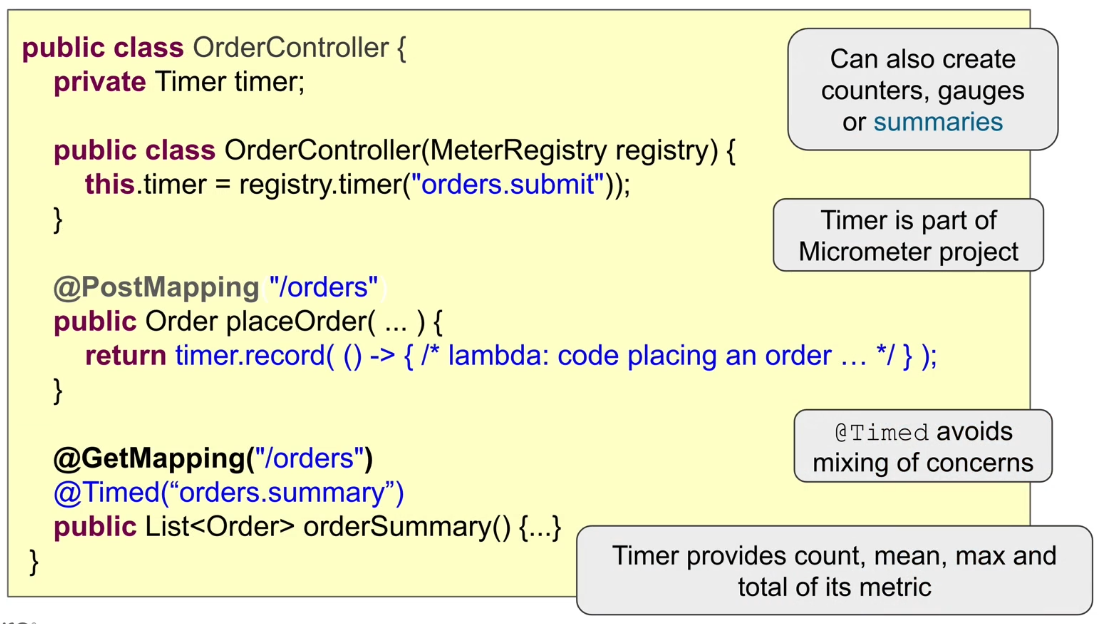 public class OrderController {
private Timer timer;
public class OrderController(MeterRegistry registry) {
this.timer = registry.timer("orders.submit"));
}
@PostMapping("/orders")
public Order placeOrder( ... ) {
return timer.record( () -> { /* lambda: code placing an order … */ } );
}
@GetMapping("/orders")
@Timed(“orders.summary”)
public List<Order> orderSummary() {...}
}
Can also create
counters, gauges
or summaries
Timer is part of
Micrometer project
@Timed avoids
mixing of concerns
Timer provides count, mean, max and
total of its metric